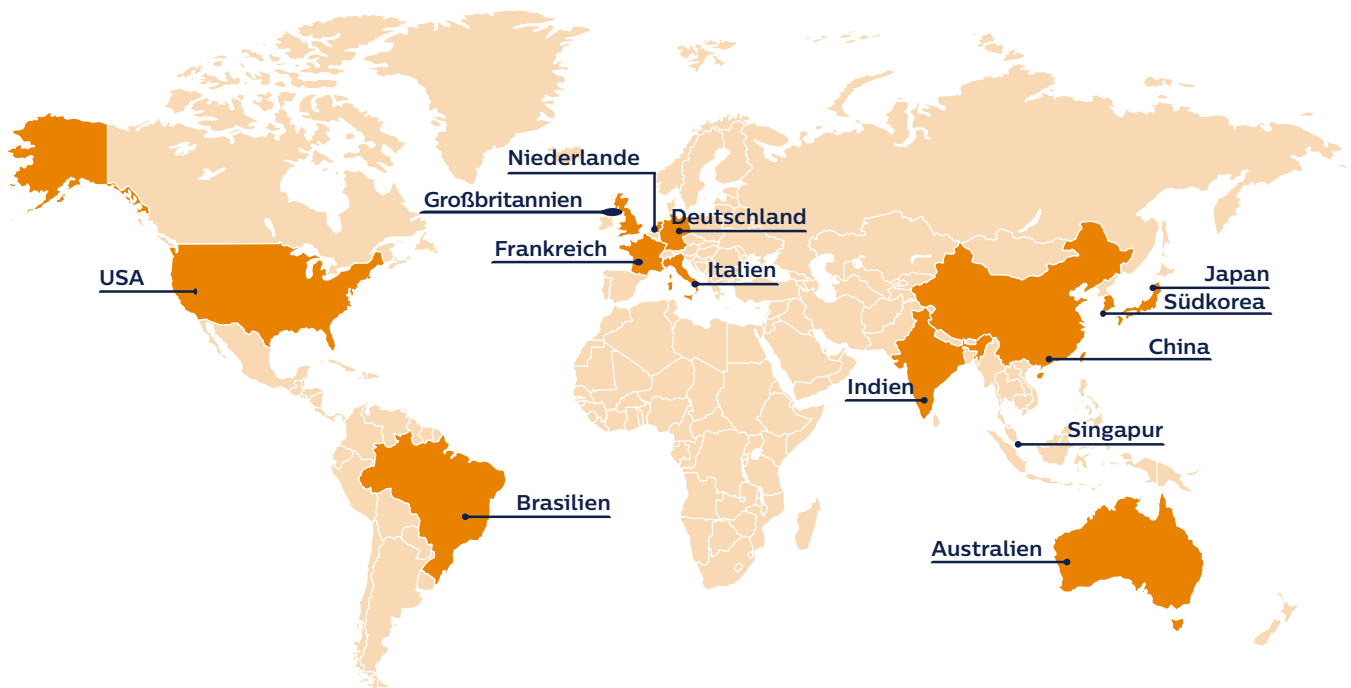 Niederlande
Großbritannien
Deutschland
Frankreich
Italien
USA
Japan
Südkorea
China
Indien
Singapur
Brasilien
Australien